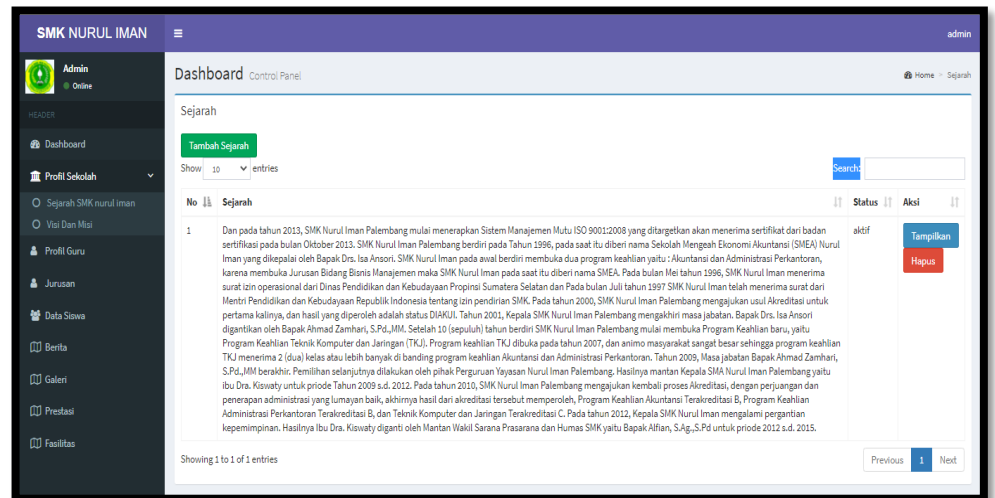 SMK NURUL IMAN
admin
Admin
Online
HEADER
Dashboard
Profil Sekolah
Sejarah SMK nurul iman
Visi Dan Misi
Profil Guru
Jurusan
Data Siswa
Berita
Galeri
Prestasi
Fasilitas
Dashboard Control Panel
Home > Sejarah
Sejarah
Tambah Sejarah
Show 10 entries
Search:
No Sejarah Status Aksi
1
Dan pada tahun 2013, SMK Nurul Iman Palembang mulai menerapkan Sistem Manajemen Mutu ISO 9001:2008 yang ditargetkan akan menerima sertifikat dari badan
sertifikasi pada bulan Oktober 2013. SMK Nurul Iman Palembang berdiri pada Tahun 1996, pada saat itu diberi nama Sekolah Mengeah Ekonomi Akuntansi (SMEA) Nurul
Iman yang dikepalai oleh Bapak Drs. Isa Ansori. SMK Nurul Iman pada awal berdiri membuka dua program keahlian yaitu : Akuntansi dan Administrasi Perkantoran,
karena membuka Jurusan Bidang Bisnis Manajemen maka SMK Nurul Iman pada saat itu diberi nama SMEA. Pada bulan Mei tahun 1996, SMK Nurul Iman menerima
surat izin operasional dari Dinas Pendidikan dan Kebudayaan Propinsi Sumatera Selatan dan Pada bulan Juli tahun 1997 SMK Nurul Iman telah menerima surat dari
Mentri Pendidikan dan Kebudayaan Republik Indonesia tentang izin pendirian SMK. Pada tahun 2000, SMK Nurul Iman Palembang mengajukan usul Akreditasi untuk
pertama kalinya, dan hasil yang diperoleh adalah status DIAKUI. Tahun 2001, Kepala SMK Nurul Iman Palembang mengakhiri masa jabatan. Bapak Drs. Isa Ansori
digantikan oleh Bapak Ahmad Zamhari, S.Pd.,MM. Setelah 10 (sepuluh) tahun berdiri SMK Nurul Iman Palembang mulai membuka Program Keahlian baru, yaitu
Program Keahlian Teknik Komputer dan Jaringan (TKJ). Program keahlian TKJ dibuka pada tahun 2007, dan animo masyarakat sangat besar sehingga program keahlian
TKJ menerima 2 (dua) kelas atau lebih banyak di banding program keahlian Akuntansi dan Administrasi Perkantoran. Tahun 2009, Masa jabatan Bapak Ahmad Zamhari,
S.Pd.,MM berakhir. Pemilihan selanjutnya dilakukan oleh pihak Perguruan Yayasan Nurul Iman Palembang. Hasilnya mantan Kepala SMA Nurul Iman Palembang yaitu
ibu Dra. Kiswaty untuk priode Tahun 2009 s.d. 2012. Pada tahun 2010, SMK Nurul Iman Palembang mengajukan kembali proses Akreditasi, dengan perjuangan dan
penerapan administrasi yang lumayan baik, akhirnya hasil dari akreditasi tersebut memperoleh, Program Keahlian Akuntansi Terakreditasi B, Program Keahlian
Administrasi Perkantoran Terakreditasi B, dan Teknik Komputer dan Jaringan Terakreditasi C. Pada tahun 2012, Kepala SMK Nurul Iman mengalami pergantian
kepemimpinan. Hasilnya Ibu Dra. Kiswaty diganti oleh Mantan Wakil Sarana Prasarana dan Humas SMK yaitu Bapak Alfian, S.Ag.,S.Pd untuk priode 2012 s.d. 2015.
aktif
Tampilkan
Hapus
Showing 1 to 1 of 1 entries
Previous 1 Next